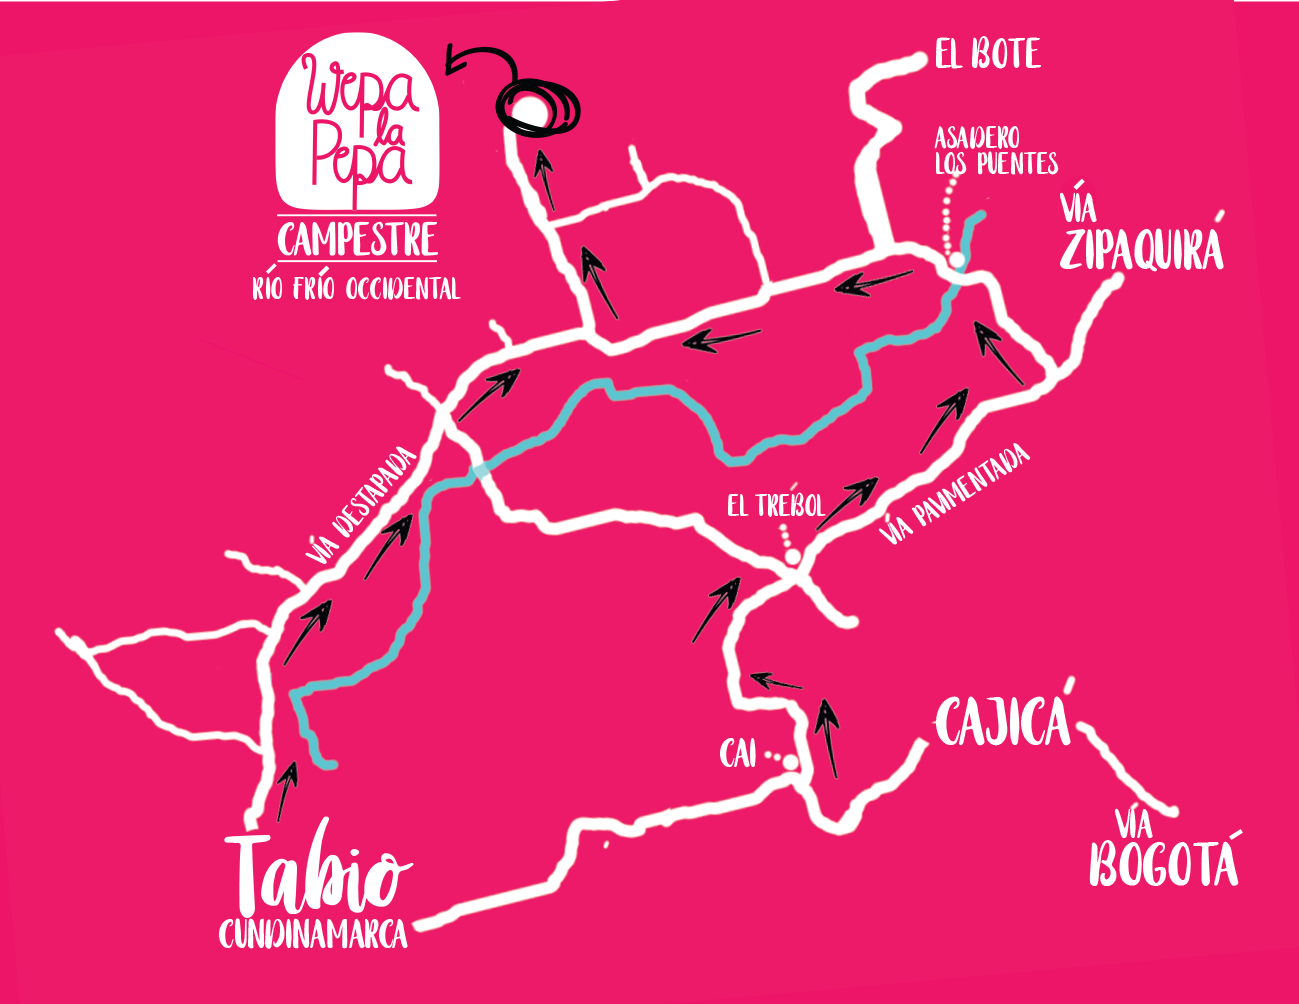 Wepa
la
Pepa
CAMPESTRE
RÍO FRÍO OCCIDENTAL
EL BOTE
ASADERO
LOS PUENTES
VÍA
ZIPAQUIRÁ
VÍA DESTAPADA
EL TRÉBOL
VÍA PAVIMENTADA
CAI
CAJICÁ
VÍA
BOGOTÁ
Tabio
CUNDINAMARCA